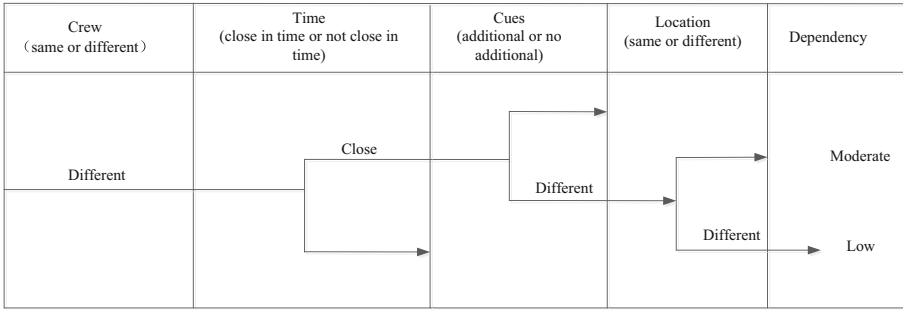 Crew
（same or different）
Time
(close in time or not close in
time)
Cues
(additional or no
additional)
Location
(same or different)
Dependency
Close
Moderate
Different
Different
Different
Low